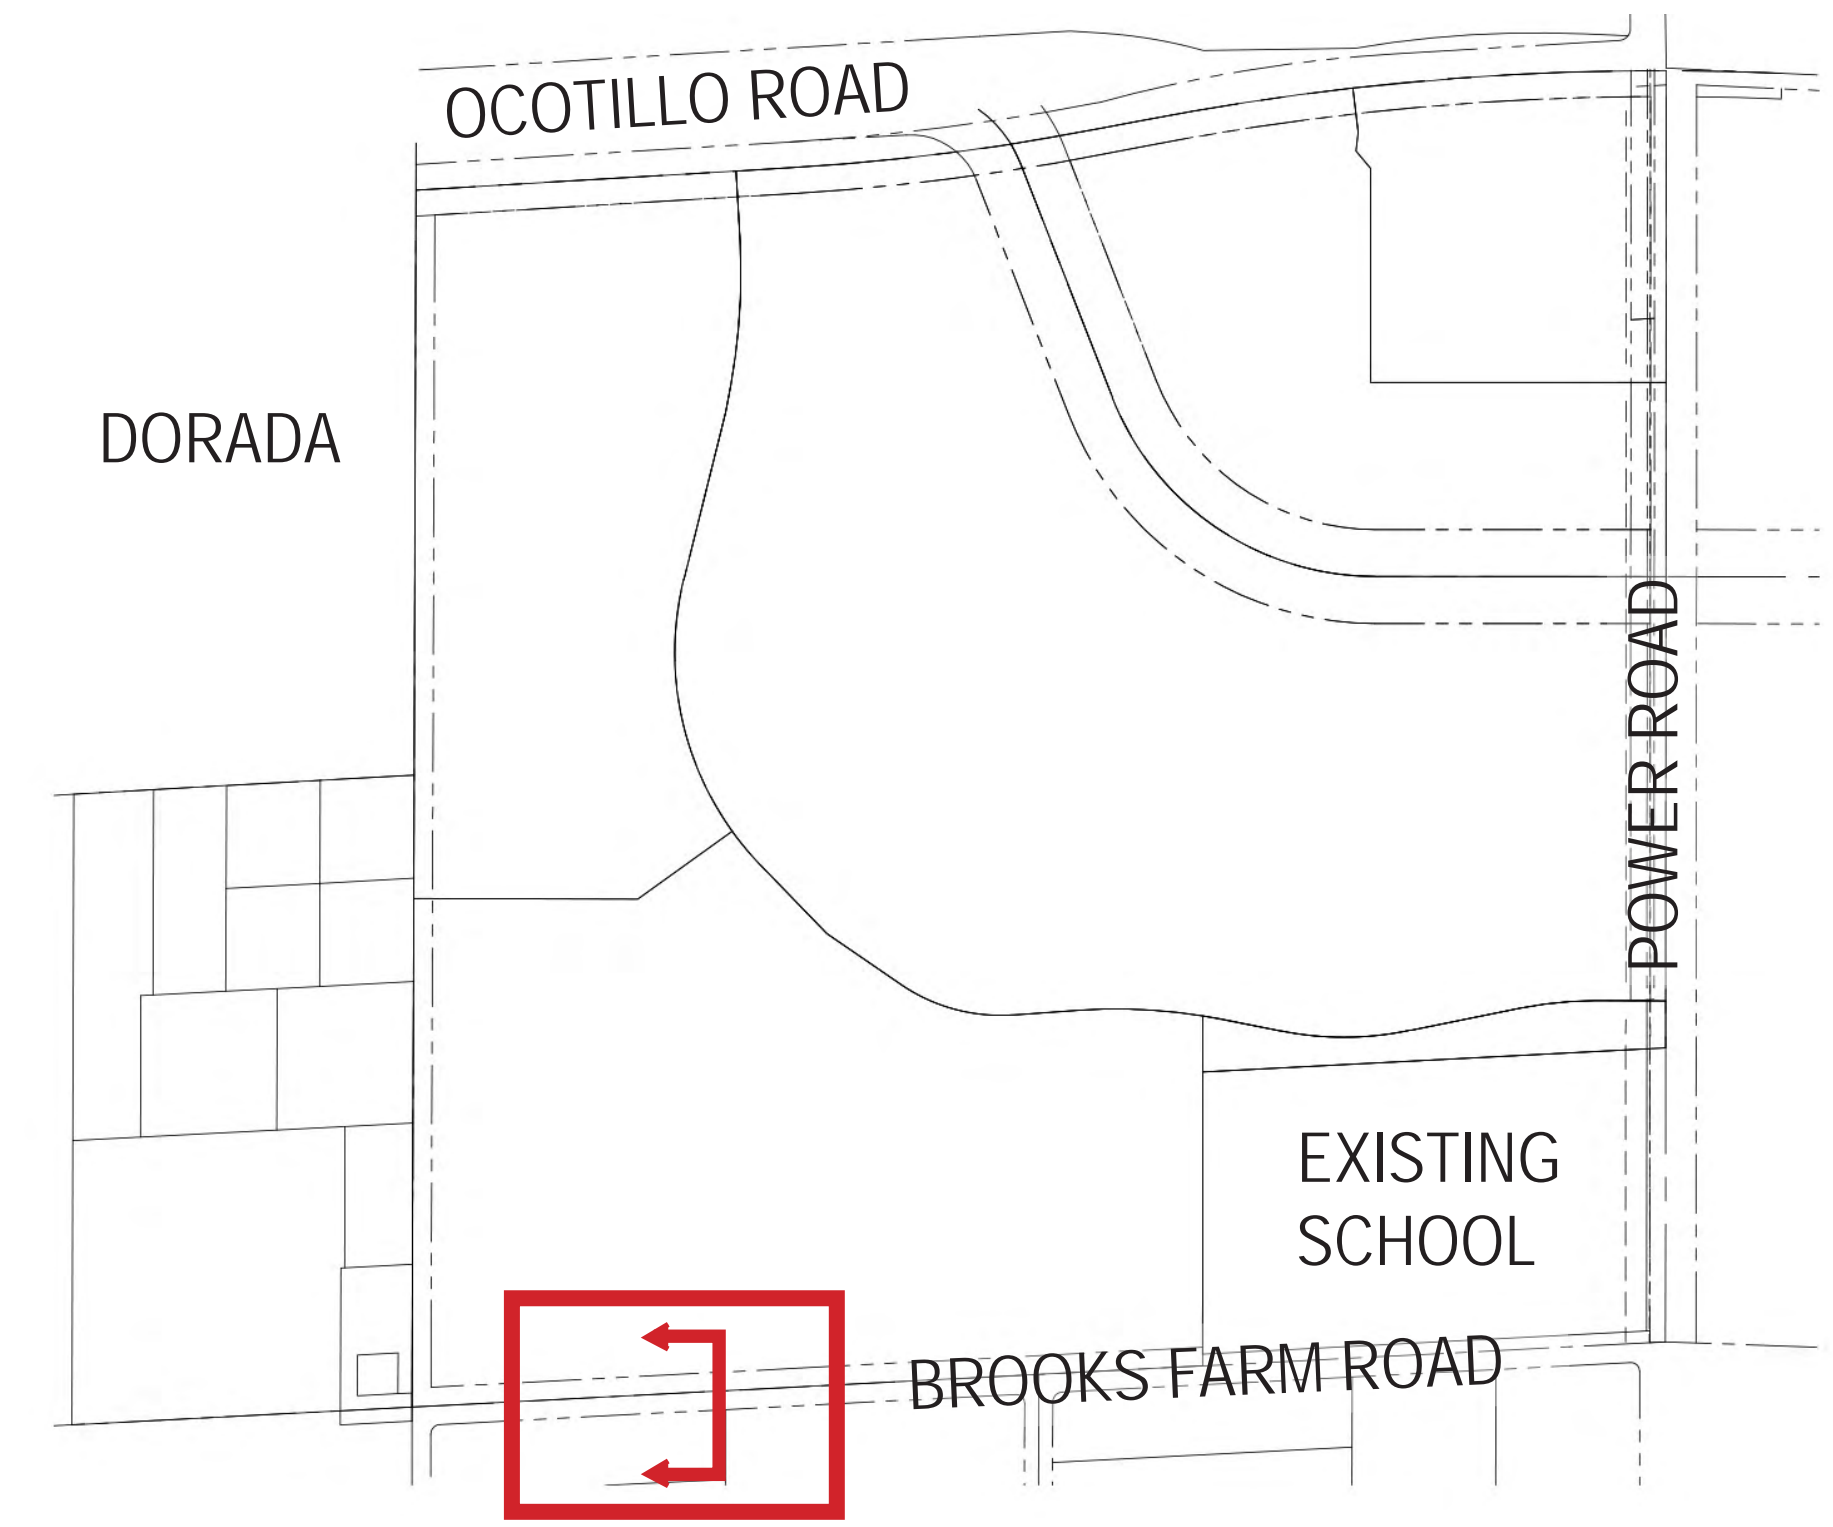 OCOTILLO ROAD
DORADA
POWER ROAD
EXISTING
SCHOOL
BROOKS FARM ROAD